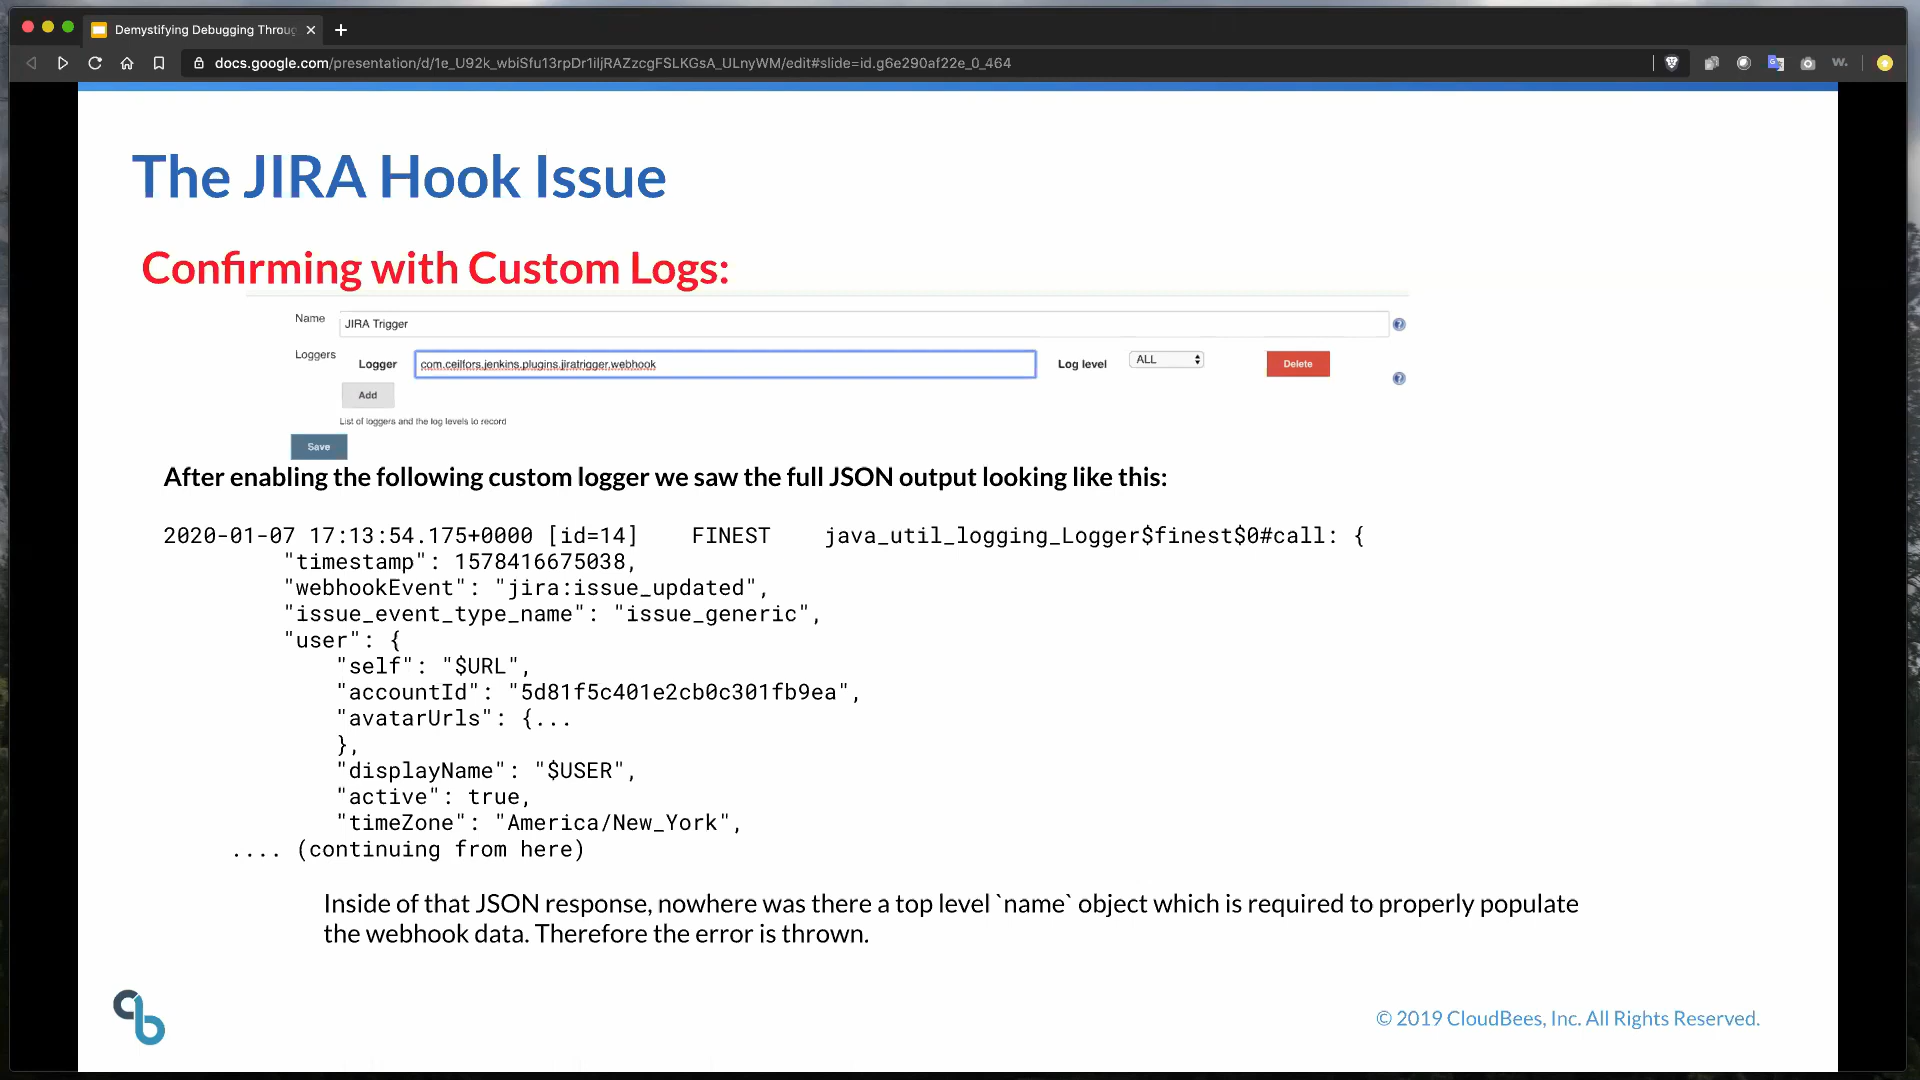 Demystifying Debugging Throu
docs.google.com/presentation/d/1e_U92k_wbiSfu13rpDr1iljRAZzcgFSLKGsA_ULnyWM/edit#slide=id.g6e290af22e_0_464
The JIRA Hook Issue
Confirming with Custom Logs:
Name JIRA Trigger
Loggers Logger com.ceilfors.jenkins.plugins.jiratrigger.webhook Log level ALL Delete
Add
List of loggers and the log levels to record
Save
After enabling the following custom logger we saw the full JSON output looking like this:
2020-01-07 17:13:54.175+0000 [id=14] FINEST java_util_logging_Logger$finest$0#call: {
"timestamp": 1578416675038,
"webhookEvent": "jira:issue_updated",
"issue_event_type_name": "issue_generic",
"user": {
"self": "$URL",
"accountId": "5d81f5c401e2cb0c301fb9ea",
"avatarUrls": {...
},
"displayName": "$USER",
"active": true,
"timeZone": "America/New_York",
.... (continuing from here)
Inside of that JSON response, nowhere was there a top level `name` object which is required to properly populate
the webhook data. Therefore the error is thrown.
© 2019 CloudBees, Inc. All Rights Reserved.